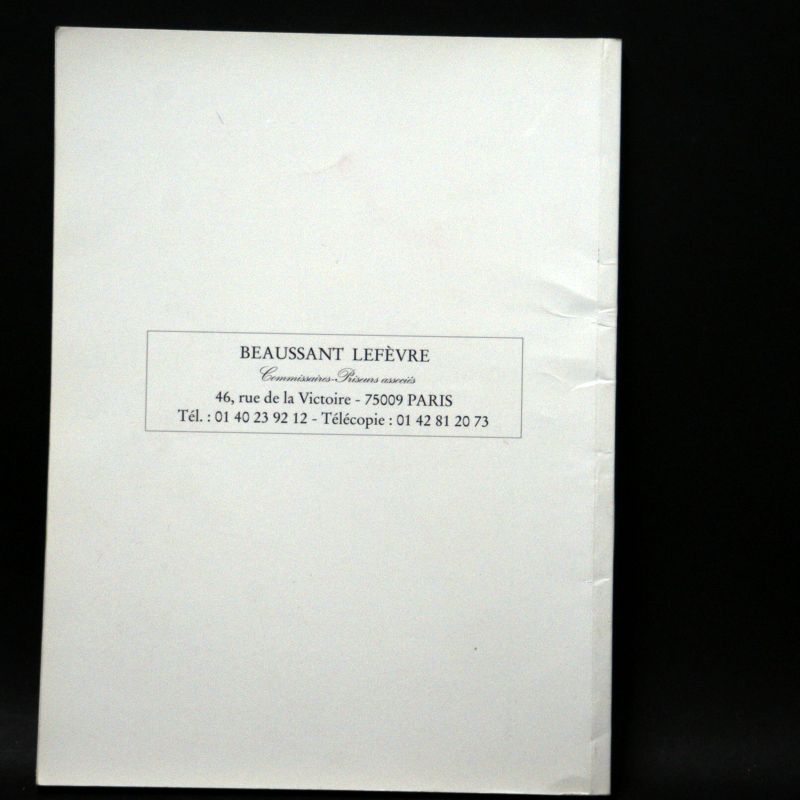 BEAUSSANT LEFÈVRE
Commissaires-Priseurs associés
46, rue de la Victoire - 75009 PARIS
Tél. : 01 40 23 92 12 - Télécopie : 01 42 81 20 73